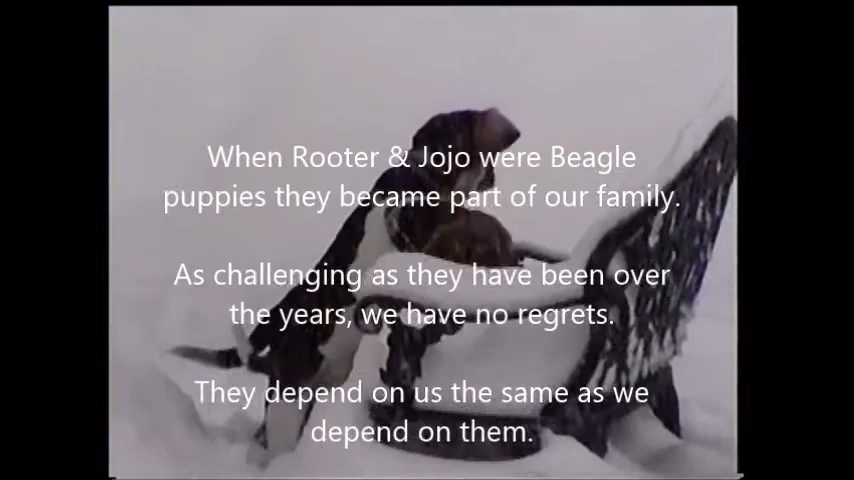 When Rooter & Jojo were Beagle
puppies they became part of our family.
As challenging as they have been over
the years, we have no regrets.
They depend on us the same as we
depend on them.